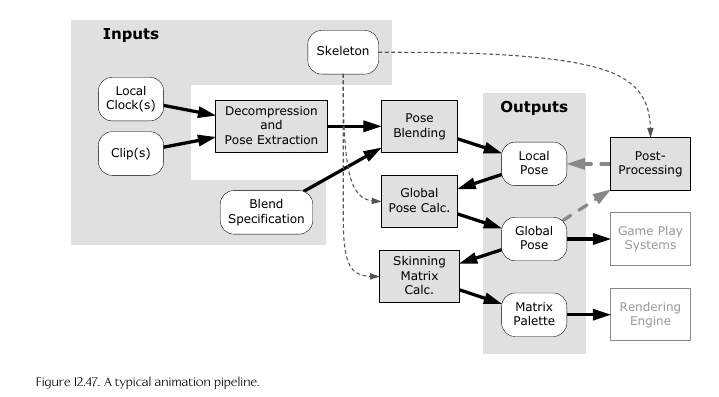 Inputs
Skeleton
Local
Clock(s)
Clip(s)
Decompression
and
Pose Extraction
Blend
Specification
Pose
Blending
Global
Pose Calc.
Skinning
Matrix
Calc.
Outputs
Local
Pose
Global
Pose
Matrix
Palette
Post-
Processing
Game Play
Systems
Rendering
Engine
Figure 12.47. A typical animation pipeline.